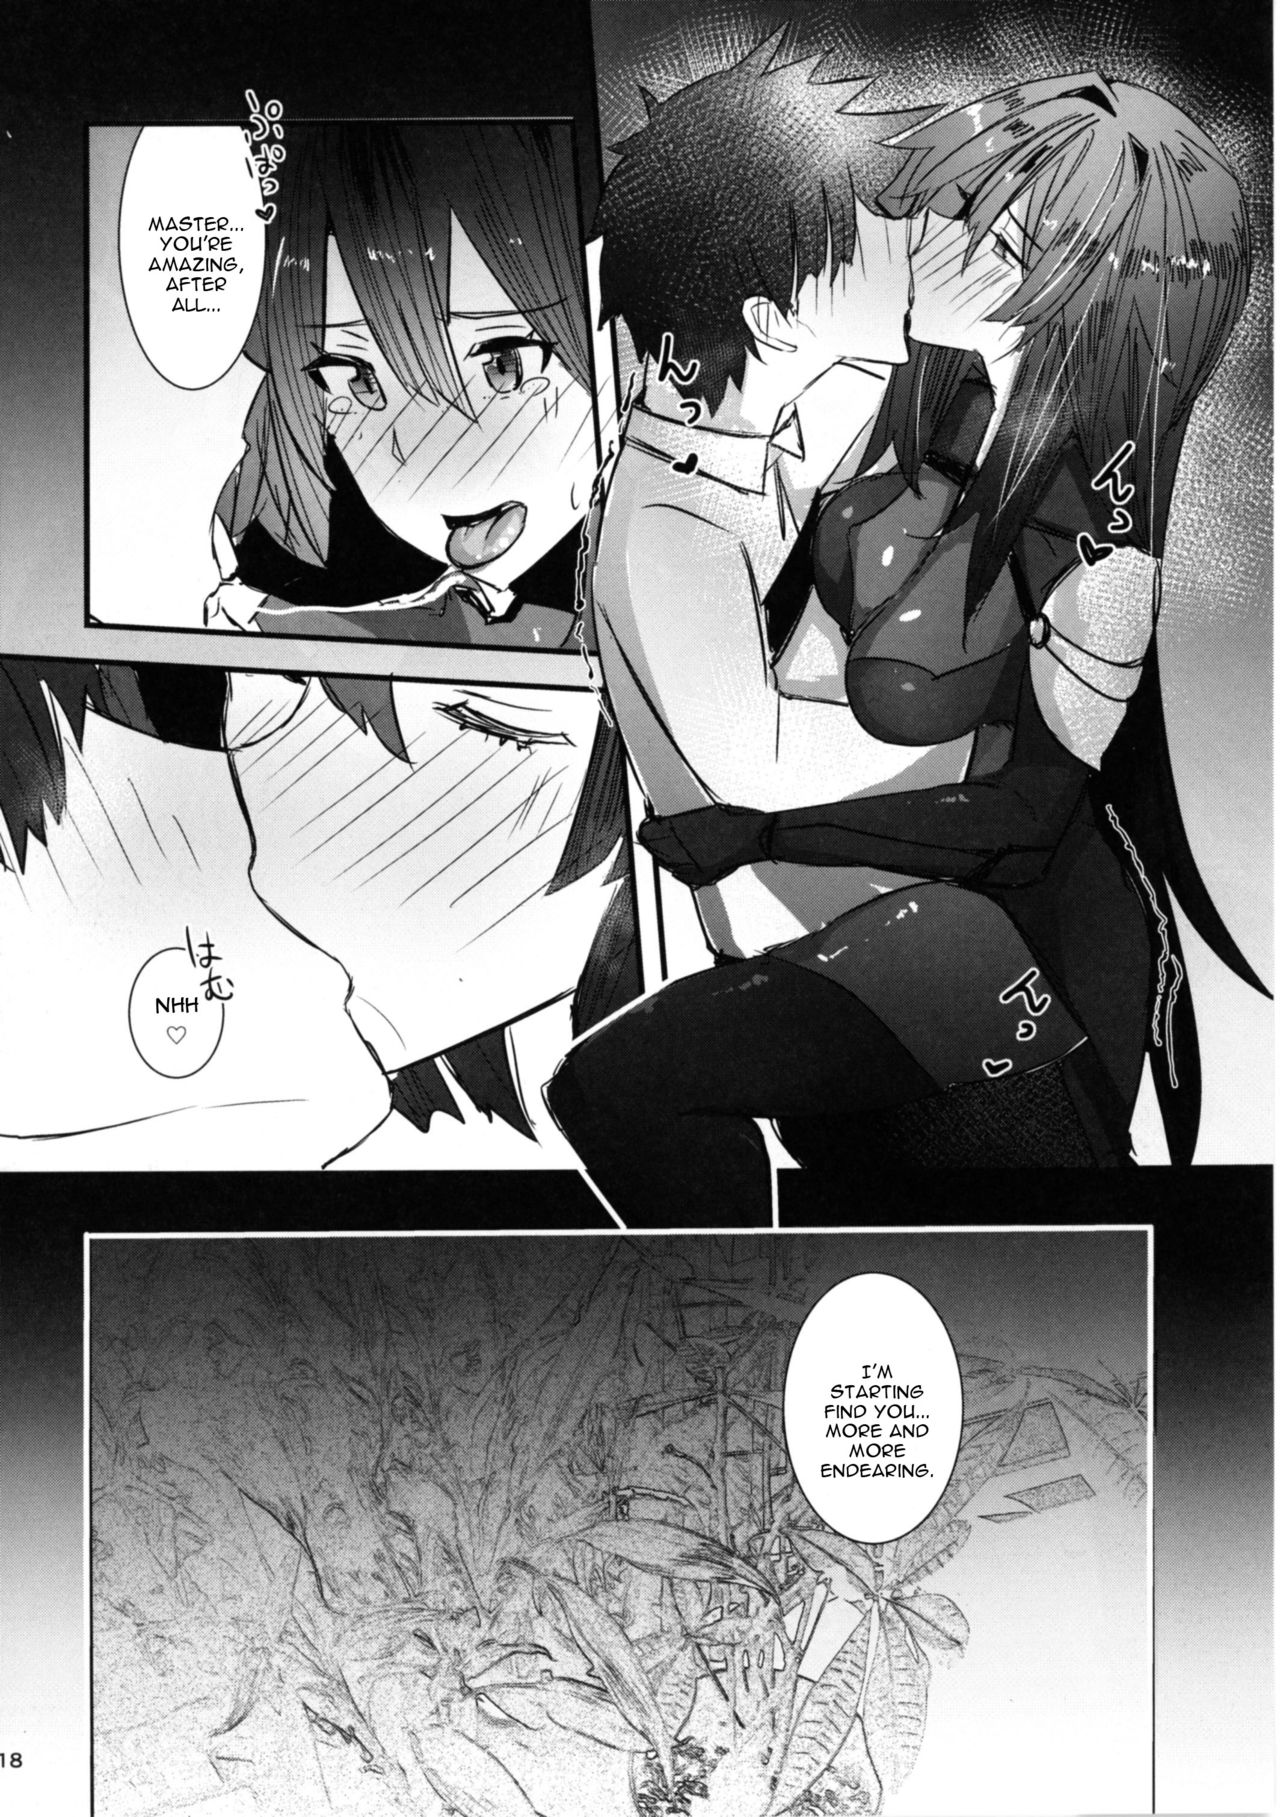 んっ♥
んっ♥
んっ♥
ぷぱっ♥
MASTER...
YOU'RE
AMAZING,
AFTER
ALL...
はむ
NHH
♡
I'M
STARTING
FIND YOU...
MORE AND
MORE
ENDEARING.
18